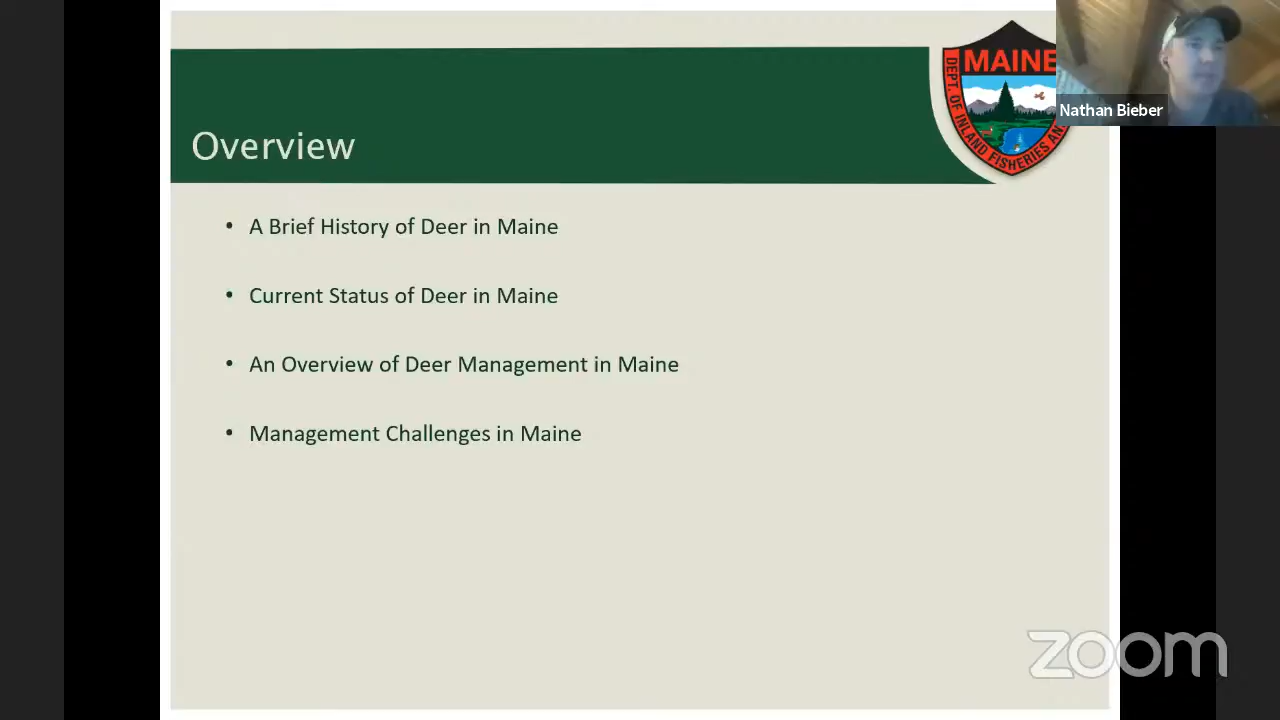 MAINE
DEPT. OF INLAND FISHERIES AN
Nathan Bieber
Overview
• A Brief History of Deer in Maine
• Current Status of Deer in Maine
• An Overview of Deer Management in Maine
• Management Challenges in Maine
zoom